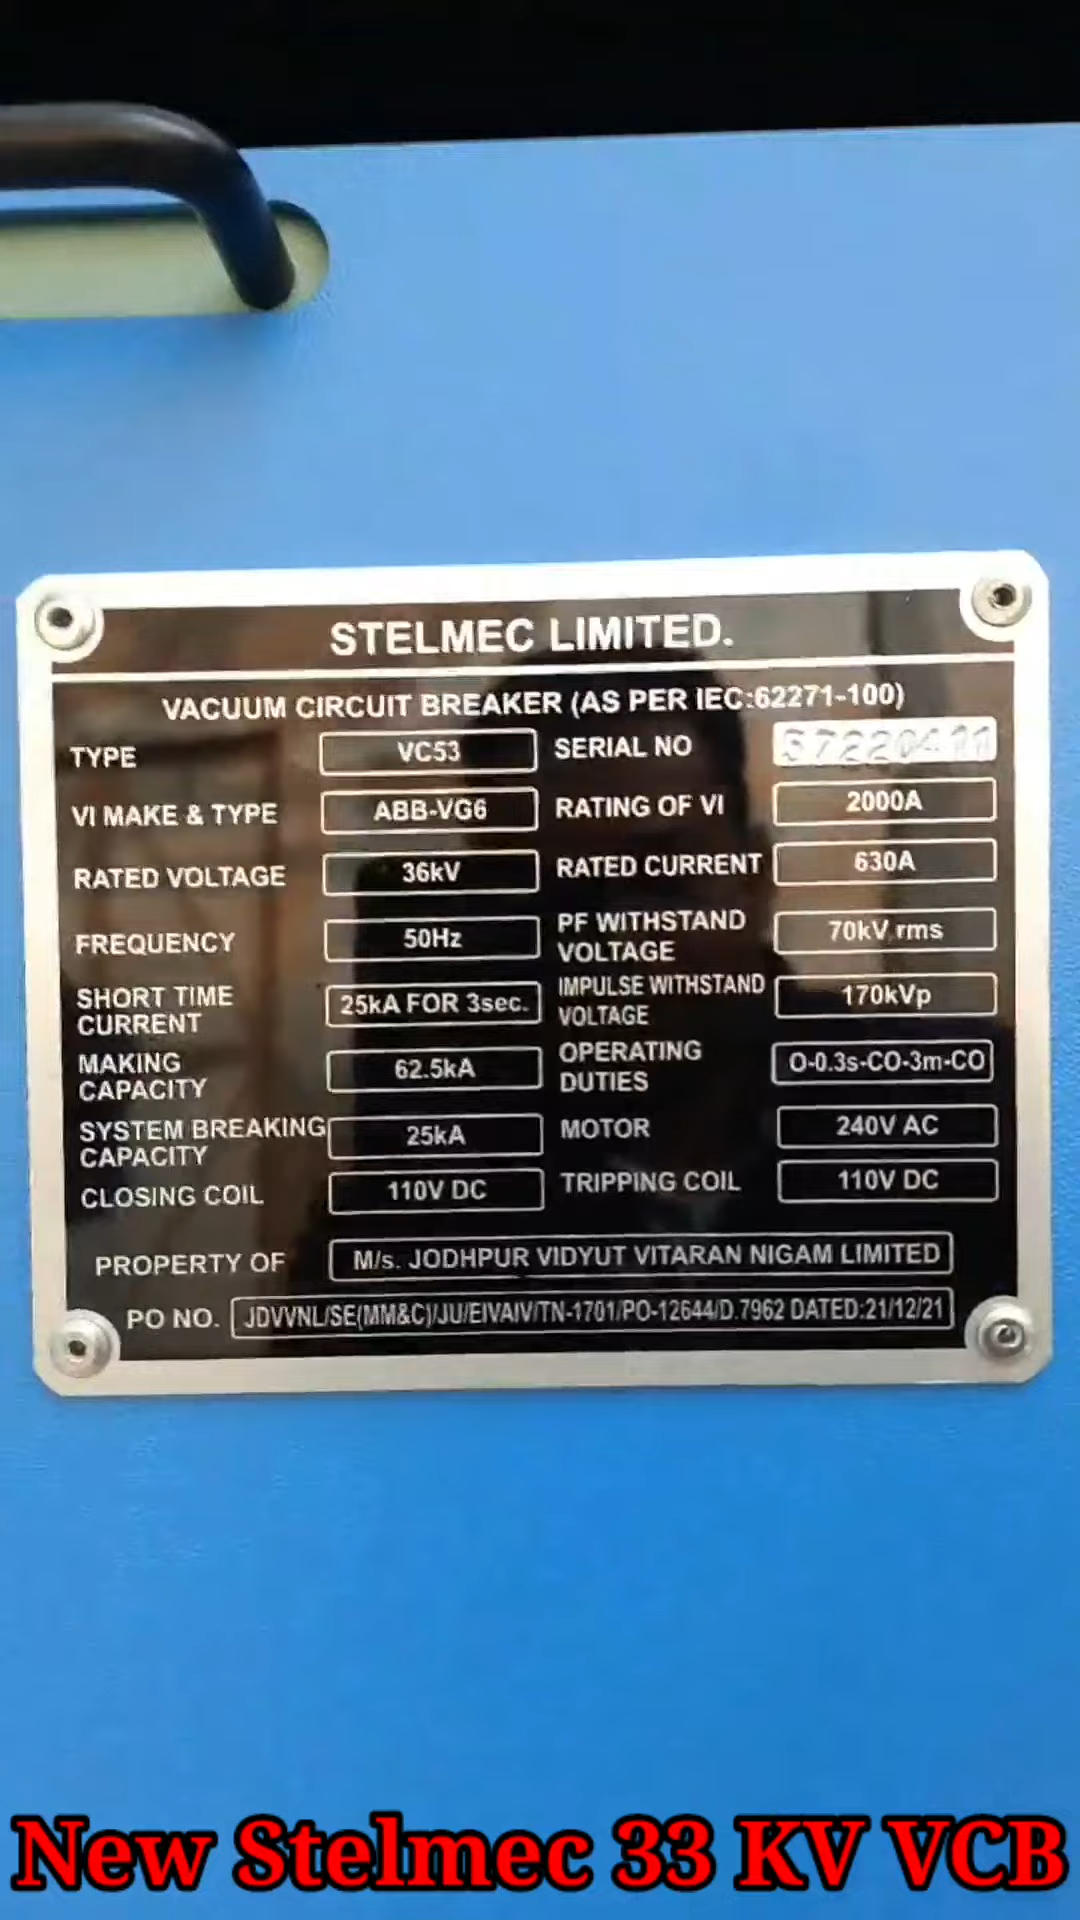 STELMEC LIMITED.
VACUUM CIRCUIT BREAKER (AS PER IEC:62271-100)
TYPE VC53 SERIAL NO 57220411
VI MAKE & TYPE ABB-VG6 RATING OF VI 2000A
RATED VOLTAGE 36kV RATED CURRENT 630A
FREQUENCY 50Hz PF WITHSTAND VOLTAGE 70kV rms
SHORT TIME CURRENT 25kA FOR 3sec. IMPULSE WITHSTAND VOLTAGE 170kVp
MAKING CAPACITY 62.5kA OPERATING DUTIES O-0.3s-CO-3m-CO
SYSTEM BREAKING CAPACITY 25kA MOTOR 240V AC
CLOSING COIL 110V DC TRIPPING COIL 110V DC
PROPERTY OF M/s. JODHPUR VIDYUT VITARAN NIGAM LIMITED
PO NO. JDVVNL/SE(MM&C)/JU/EIVAIV/TN-1701/PO-12644/D.7962 DATED:21/12/21
New Stelmec 33 KV VCB